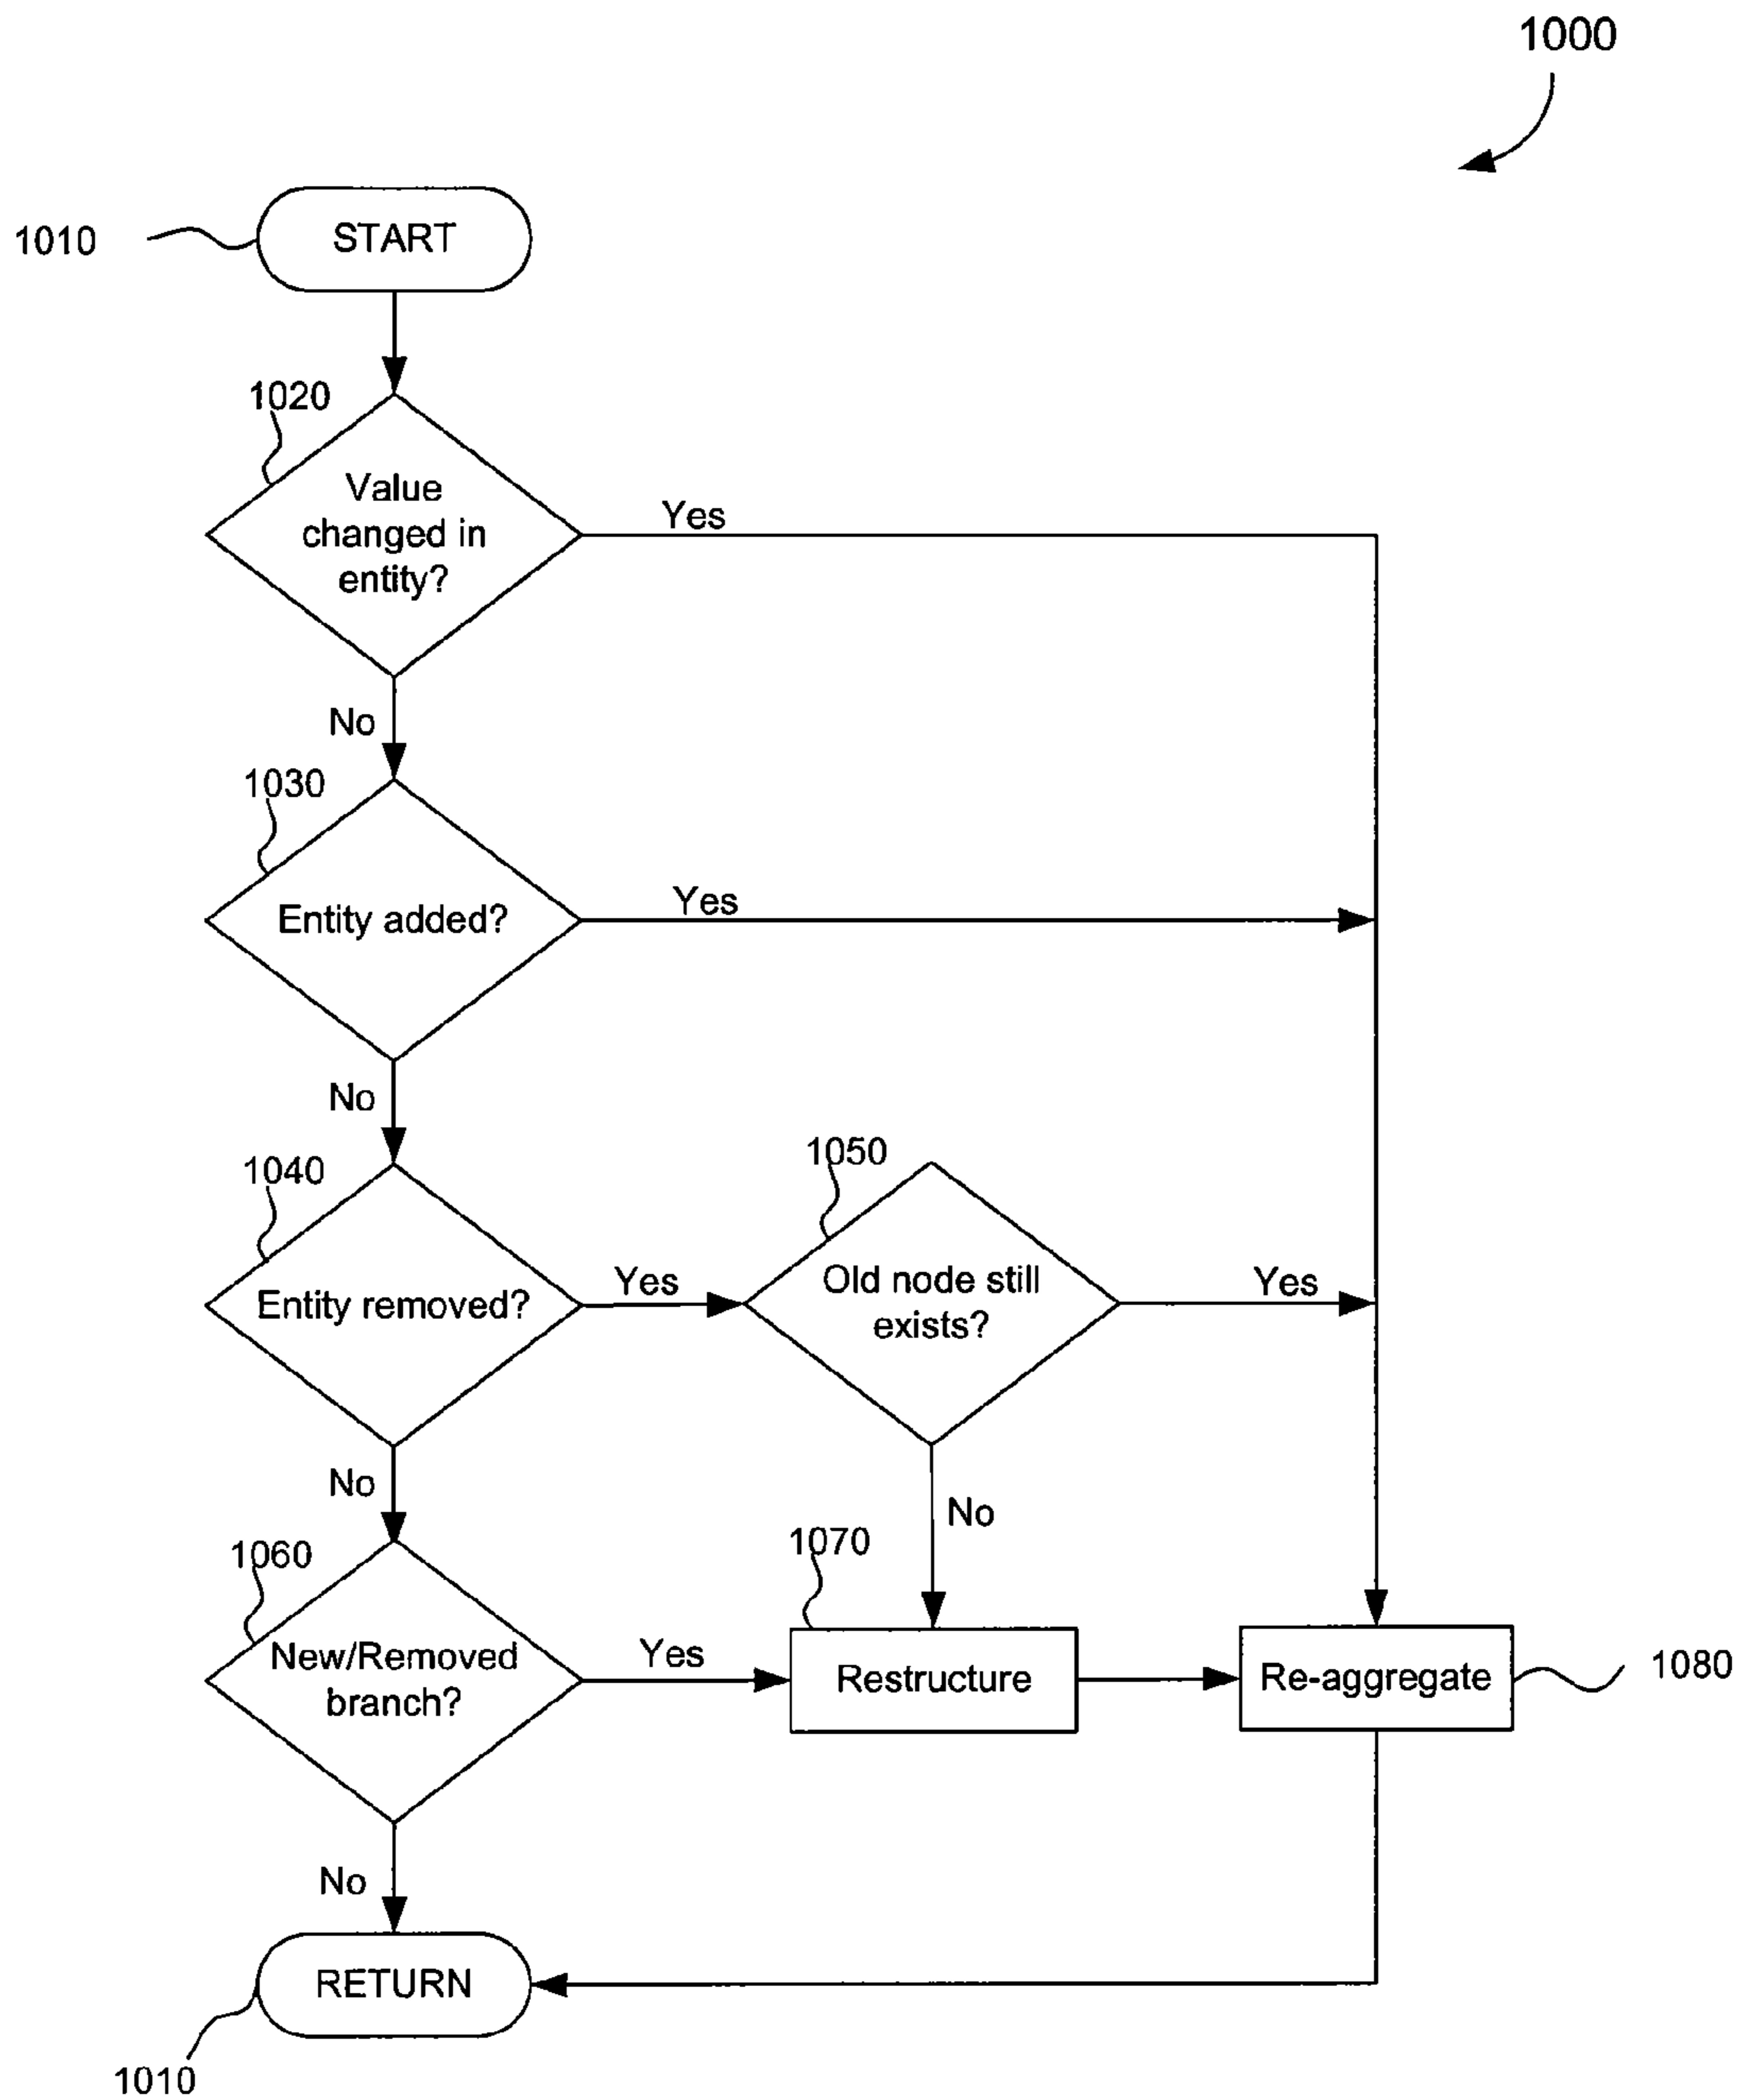 1000
1010
START
1020
Value
changed in
entity?
Yes
No
1030
Entity added?
Yes
No
1040
Entity removed?
Yes
1050
Old node still
exists?
Yes
No
No
1060
New/Removed
branch?
Yes
1070
Restructure
Re-aggregate
1080
No
RETURN
1010